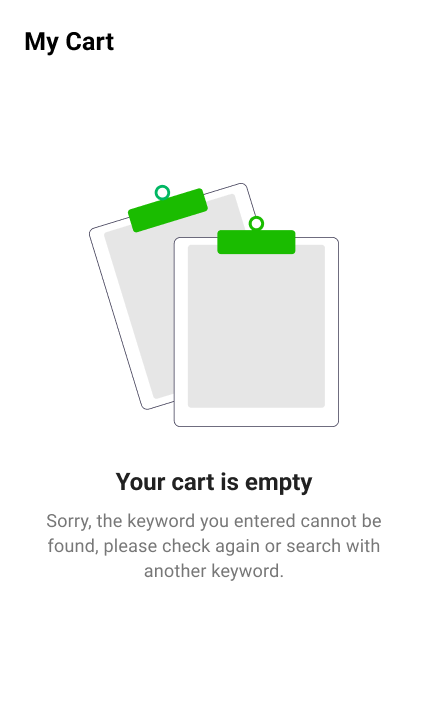 My Cart
Your cart is empty
Sorry, the keyword you entered cannot be
found, please check again or search with
another keyword.